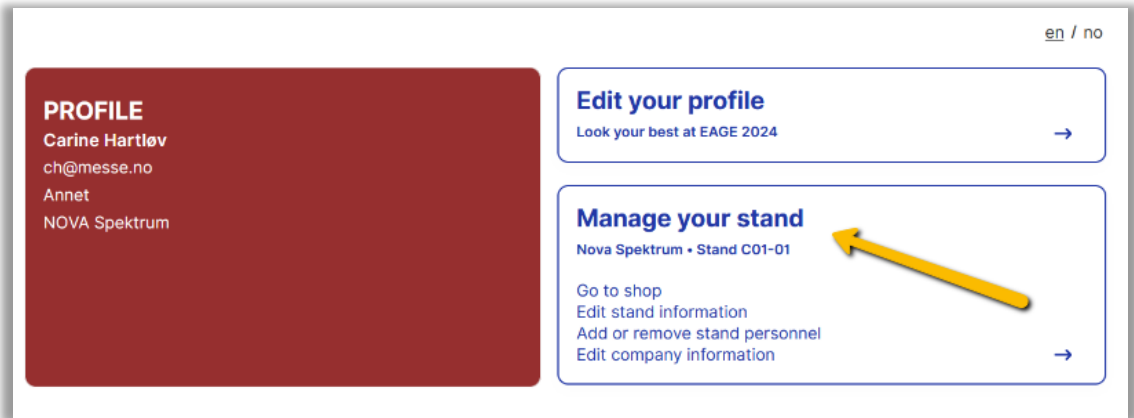 en / no
PROFILE
Carine Hartløv
ch@messe.no
Annet
NOVA Spektrum
Edit your profile
Look your best at EAGE 2024
Manage your stand
Nova Spektrum • Stand C01-01
Go to shop
Edit stand information
Add or remove stand personnel
Edit company information